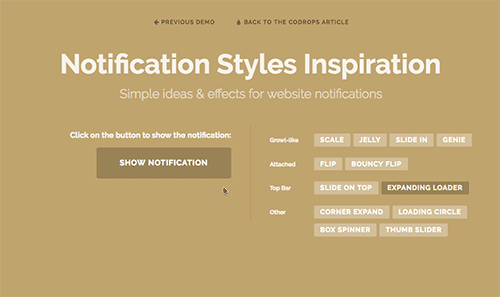 PREVIOUS DEMO BACK TO THE CODROPS ARTICLE
Notification Styles Inspiration
Simple ideas & effects for website notifications
Click on the button to show the notification:
SHOW NOTIFICATION
Growl-like SCALE JELLY SLIDE IN GENIE
Attached FLIP BOUNCY FLIP
Top Bar SLIDE ON TOP EXPANDING LOADER
Other CORNER EXPAND LOADING CIRCLE
BOX SPINNER THUMB SLIDER